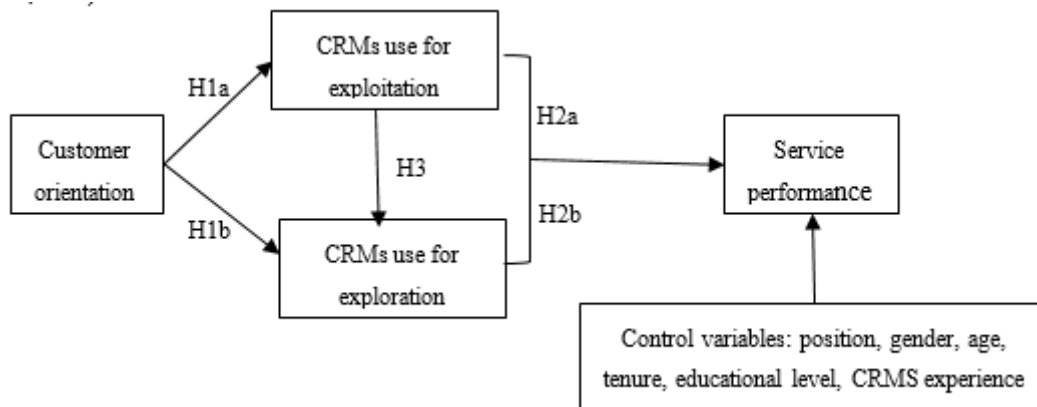 CRMs use for
exploitation
H1a
H2a
Customer
orientation
Service
performance
H3
H1b
H2b
CRMs use for
exploration
Control variables: position, gender, age,
tenure, educational level, CRMS experience